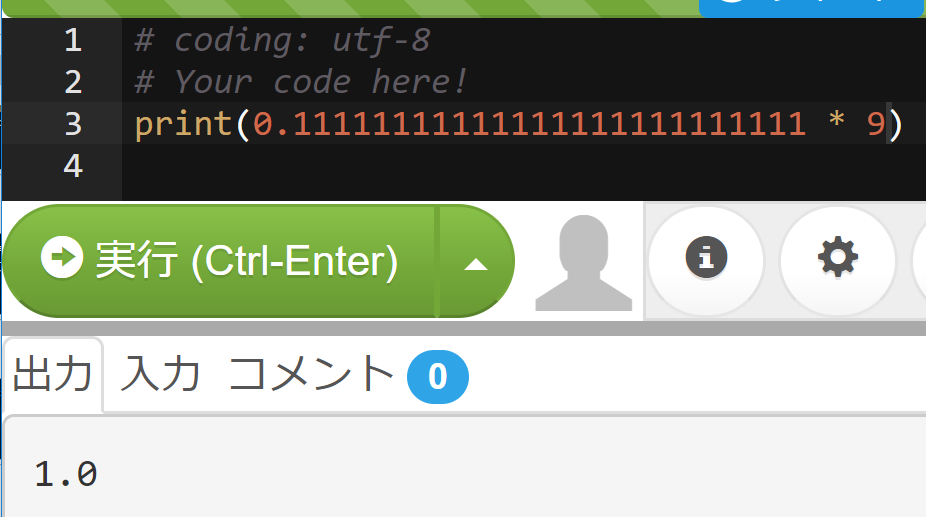 1 # coding: utf-8
2 # Your code here!
3 print(0.11111111111111111111111111 * 9)
4
実行 (Ctrl-Enter)
出力 入力 コメント 0
1.0